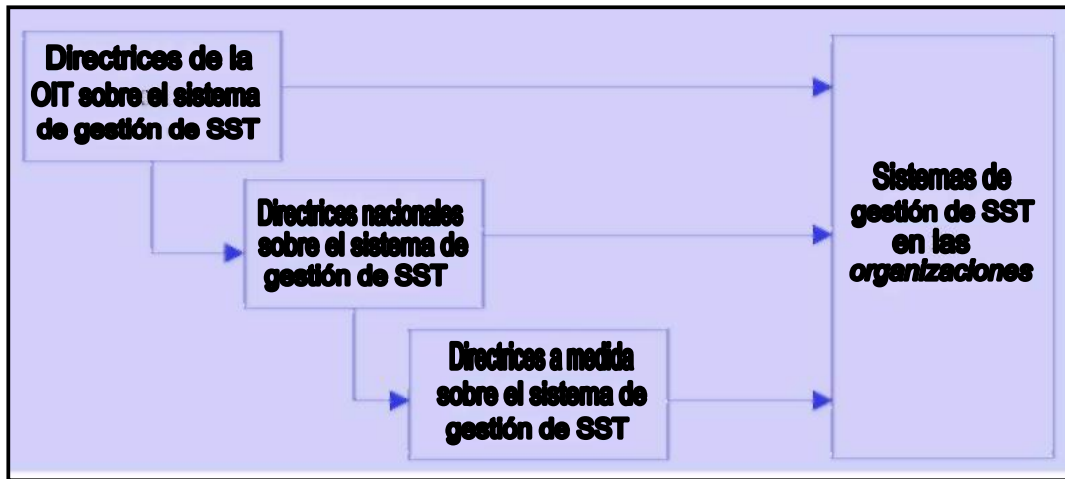 Directrices de la
OIT sobre el sistema
de gestión de SST
Directrices nacionales
sobre el sistema de
gestión de SST
Directrices a medida
sobre el sistema de
gestión de SST
Sistemas de
gestión de SST
en las
organizaciones